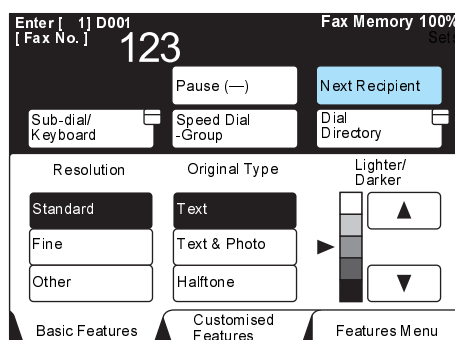 Enter [ 1] D001
Fax Memory 100%
[Fax No. ]
123
Sets
Pause (—)
Next Recipient
Sub-dial/
Keyboard
Speed Dial
-Group
Dial
Directory
Resolution
Original Type
Lighter/
Darker
Standard
Text
Fine
Text & Photo
Other
Halftone
Basic Features
Customised
Features
Features Menu